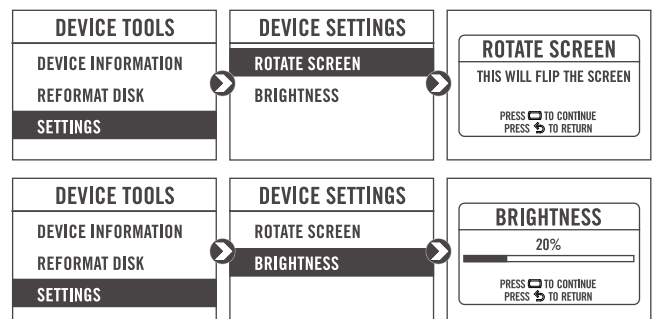 DEVICE TOOLS
DEVICE INFORMATION
REFORMAT DISK
SETTINGS
DEVICE SETTINGS
ROTATE SCREEN
BRIGHTNESS
ROTATE SCREEN
THIS WILL FLIP THE SCREEN
PRESS TO CONTINUE
PRESS TO RETURN
DEVICE TOOLS
DEVICE INFORMATION
REFORMAT DISK
SETTINGS
DEVICE SETTINGS
ROTATE SCREEN
BRIGHTNESS
BRIGHTNESS
20%
PRESS TO CONTINUE
PRESS TO RETURN